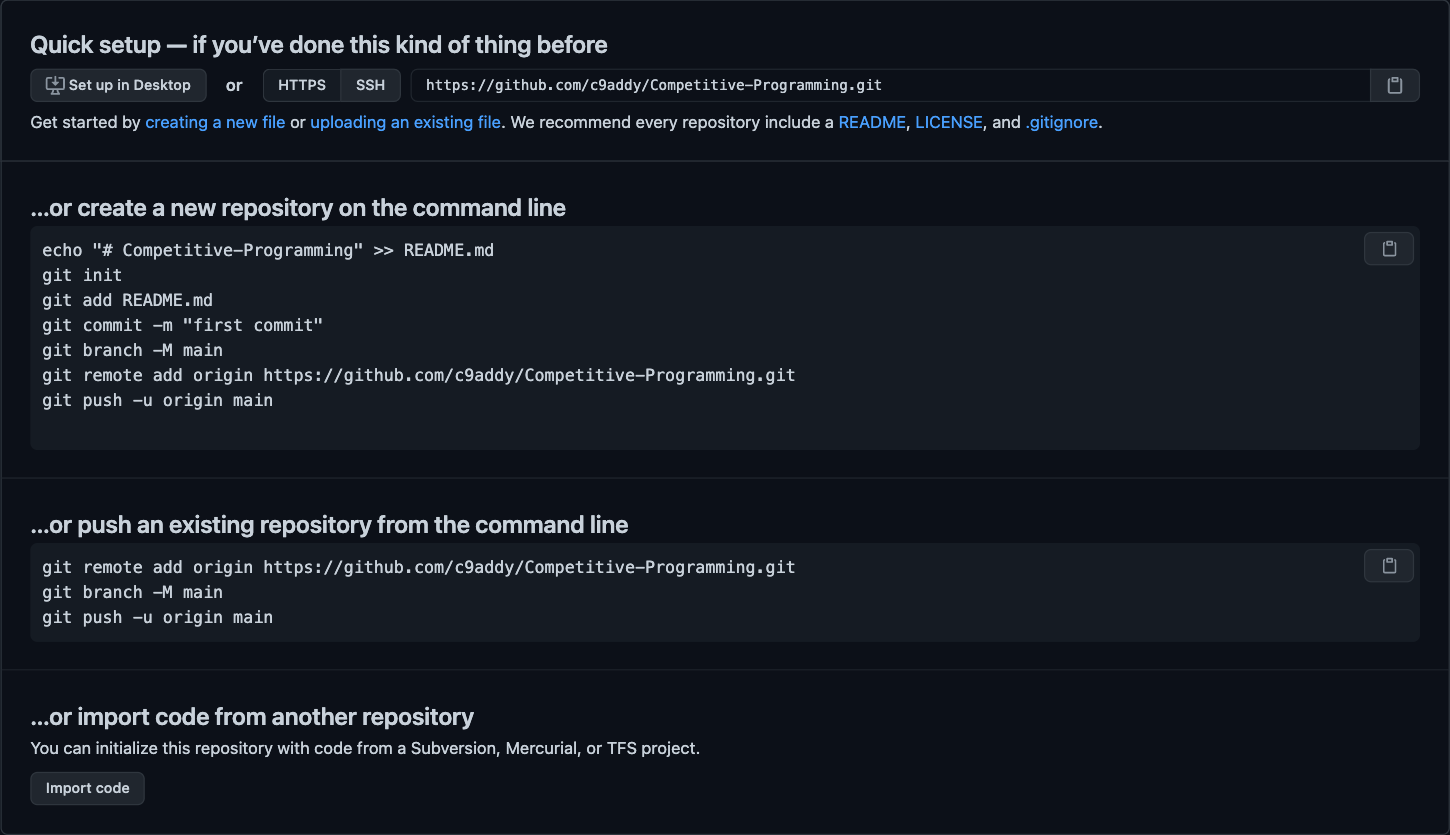 Quick setup — if you’ve done this kind of thing before
Set up in Desktop or HTTPS SSH https://github.com/c9addy/Competitive-Programming.git
Get started by creating a new file or uploading an existing file. We recommend every repository include a README, LICENSE, and .gitignore.
…or create a new repository on the command line
echo "# Competitive-Programming" >> README.md
git init
git add README.md
git commit -m "first commit"
git branch -M main
git remote add origin https://github.com/c9addy/Competitive-Programming.git
git push -u origin main
…or push an existing repository from the command line
git remote add origin https://github.com/c9addy/Competitive-Programming.git
git branch -M main
git push -u origin main
…or import code from another repository
You can initialize this repository with code from a Subversion, Mercurial, or TFS project.
Import code